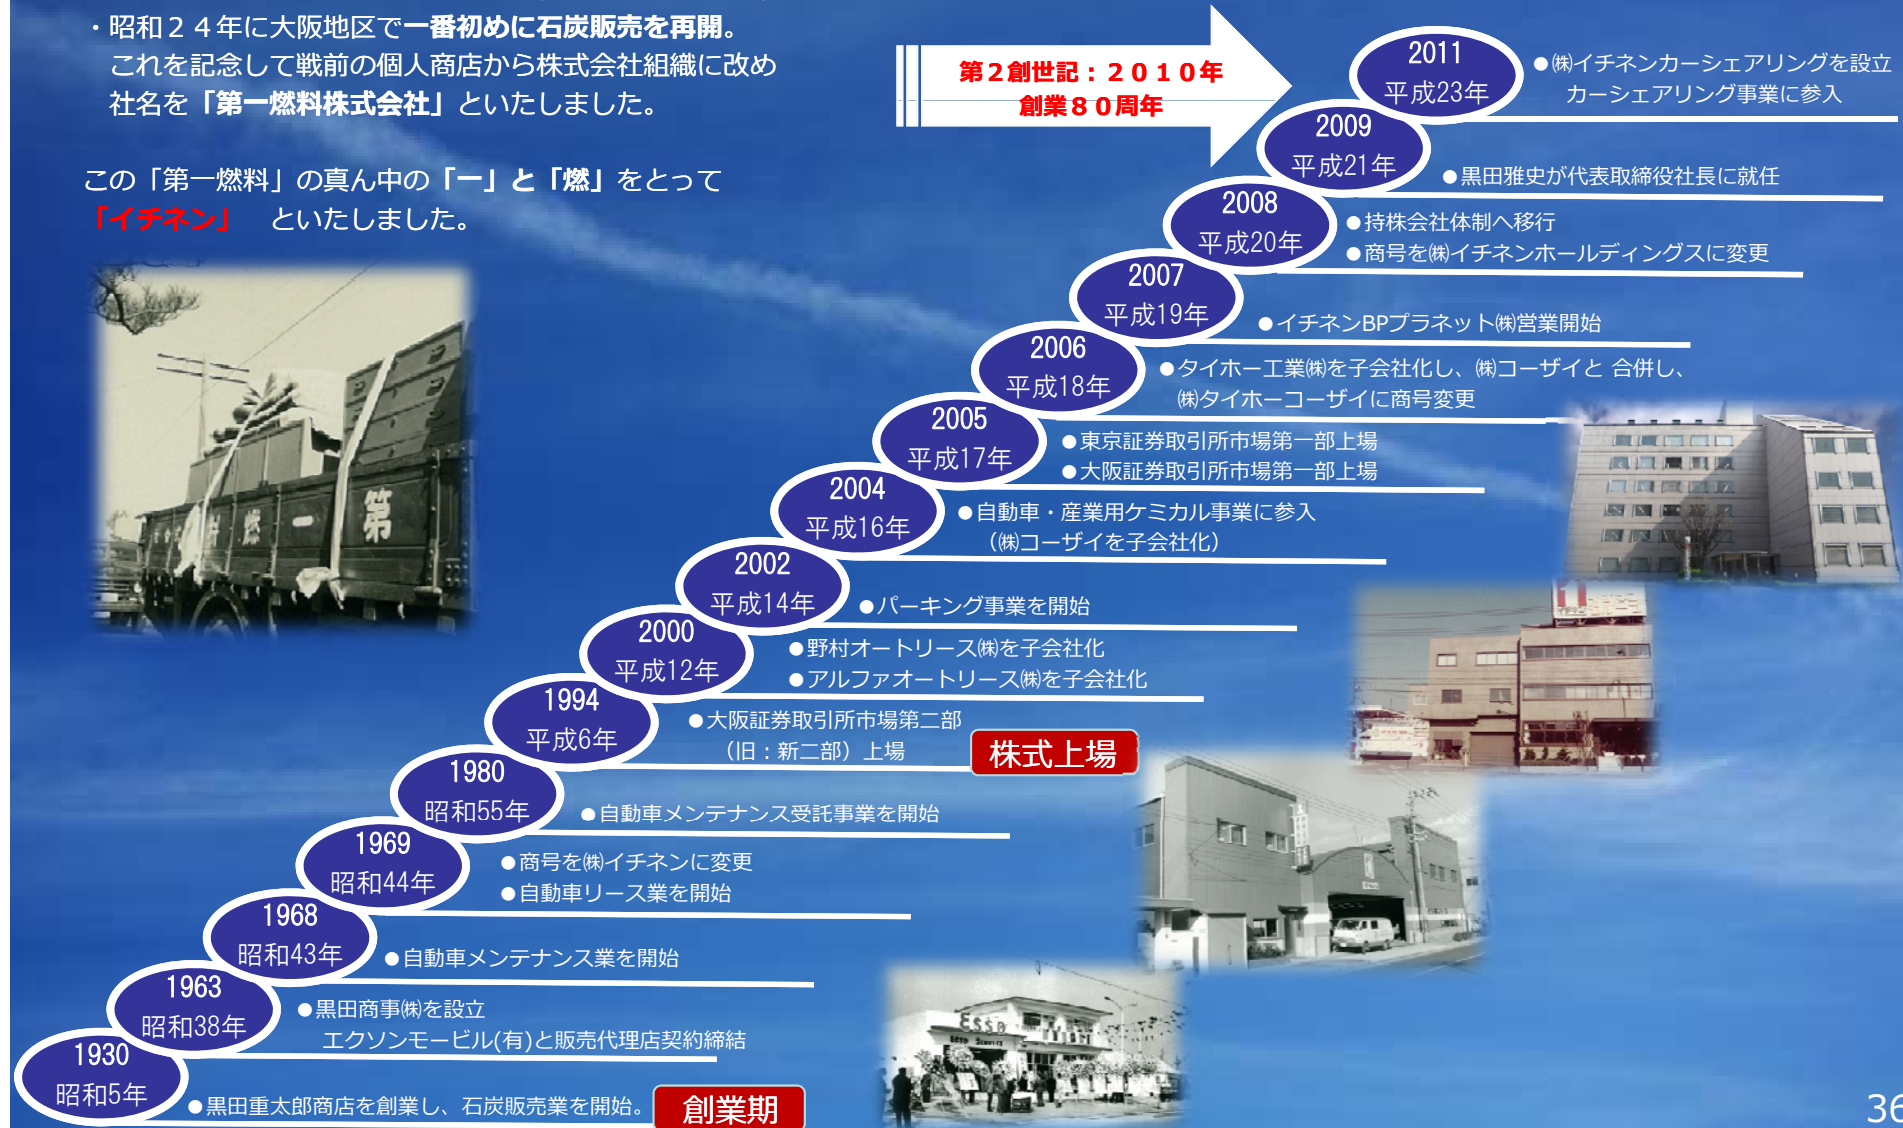 ・昭和２４年に大阪地区で一番初めに石炭販売を再開。
これを記念して戦前の個人商店から株式会社組織に改め
社名を「第一燃料株式会社」といたしました。
この「第一燃料」の真ん中の「一」と「燃」をとって
「イチネン」　といたしました。
第２創世記：２０１０年
創業８０周年
2011
平成23年
●㈱イチネンカーシェアリングを設立
カーシェアリング事業に参入
2009
平成21年
●黒田雅史が代表取締役社長に就任
2008
平成20年
●持株会社体制へ移行
●商号を㈱イチネンホールディングスに変更
2007
平成19年
●イチネンBPプラネット㈱営業開始
2006
平成18年
●タイホー工業㈱を子会社化し、㈱コーザイと 合併し、
㈱タイホーコーザイに商号変更
2005
平成17年
●東京証券取引所市場第一部上場
●大阪証券取引所市場第一部上場
2004
平成16年
●自動車・産業用ケミカル事業に参入
（㈱コーザイを子会社化）
2002
平成14年
●パーキング事業を開始
2000
平成12年
●野村オートリース㈱を子会社化
●アルファオートリース㈱を子会社化
1994
平成6年
●大阪証券取引所市場第二部
（旧：新二部）上場
株式上場
1980
昭和55年
●自動車メンテナンス受託事業を開始
1969
昭和44年
●商号を㈱イチネンに変更
●自動車リース業を開始
1968
昭和43年
●自動車メンテナンス業を開始
1963
昭和38年
●黒田商事㈱を設立
エクソンモービル(有)と販売代理店契約締結
1930
昭和5年
●黒田重太郎商店を創業し、石炭販売業を開始。
創業期
料燃一第
ESSO
36